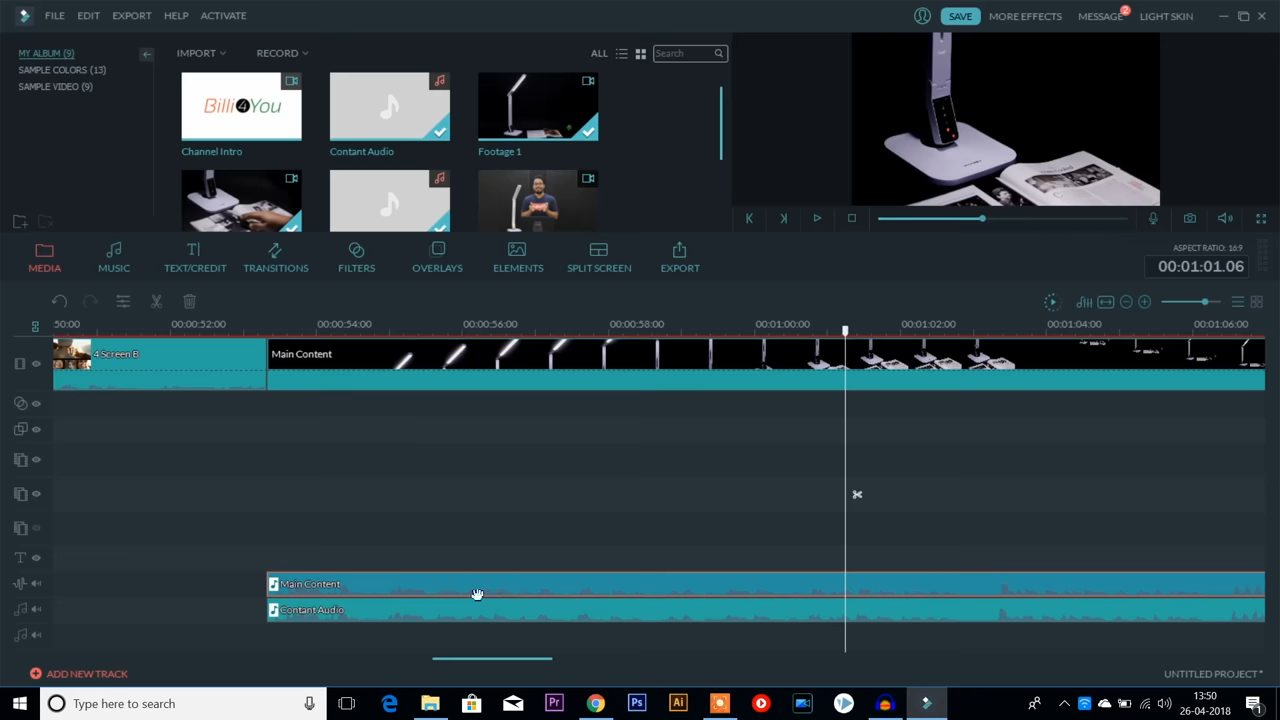 FILE EDIT EXPORT HELP ACTIVATE
SAVE MORE EFFECTS MESSAGE 2 LIGHT SKIN
MY ALBUM (9)
SAMPLE COLORS (13)
SAMPLE VIDEO (9)
IMPORT RECORD ALL Search
Billi4You
Channel Intro Contant Audio Footage 1
MEDIA MUSIC TEXT/CREDIT TRANSITIONS FILTERS OVERLAYS ELEMENTS SPLIT SCREEN EXPORT
ASPECT RATIO: 16:9
00:01:01.06
50:00 00:00:52:00 00:00:54:00 00:00:56:00 00:00:58:00 00:01:00:00 00:01:02:00 00:01:04:00 00:01:06:00
4 Screen B Main Content
Main Content
Contant Audio
ADD NEW TRACK UNTITLED PROJECT *
Type here to search
Pr Ps Ai
13:50
26-04-2018
1